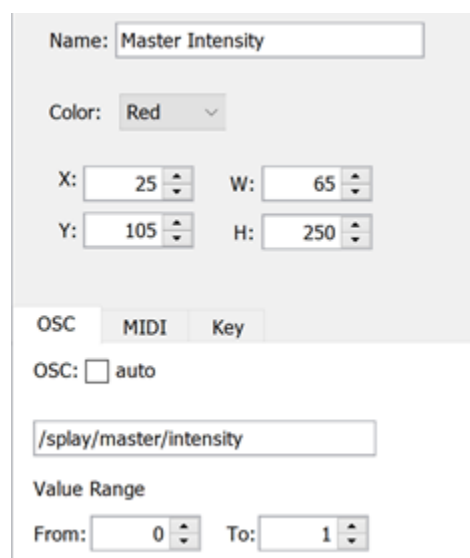 Name: Master Intensity
Color: Red
X: 25 W: 65
Y: 105 H: 250
OSC MIDI Key
OSC: auto
/splay/master/intensity
Value Range
From: 0 To: 1